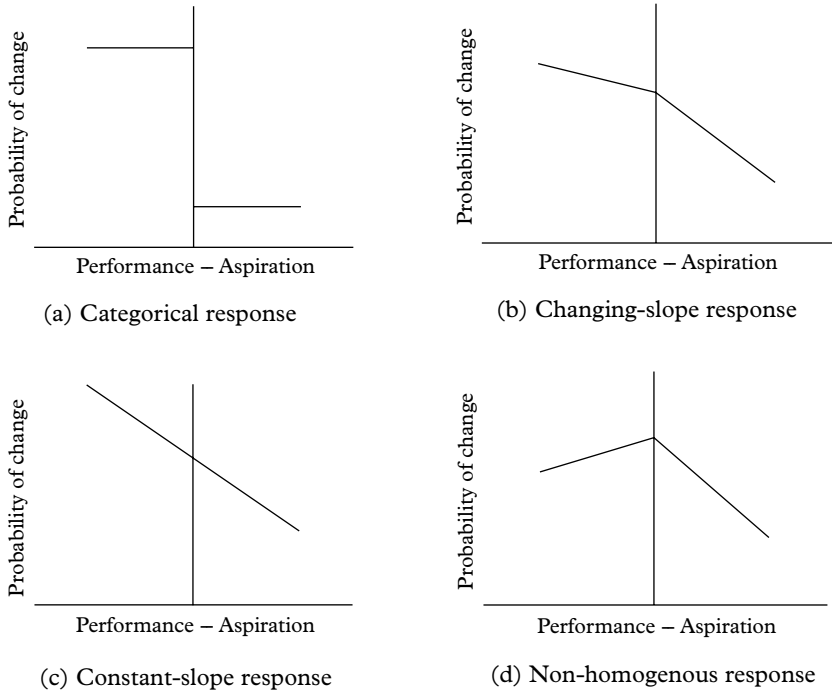 Probability of change
Performance – Aspiration
(a) Categorical response
Probability of change
Performance – Aspiration
(b) Changing-slope response
Probability of change
Performance – Aspiration
(c) Constant-slope response
Probability of change
Performance – Aspiration
(d) Non-homogenous response